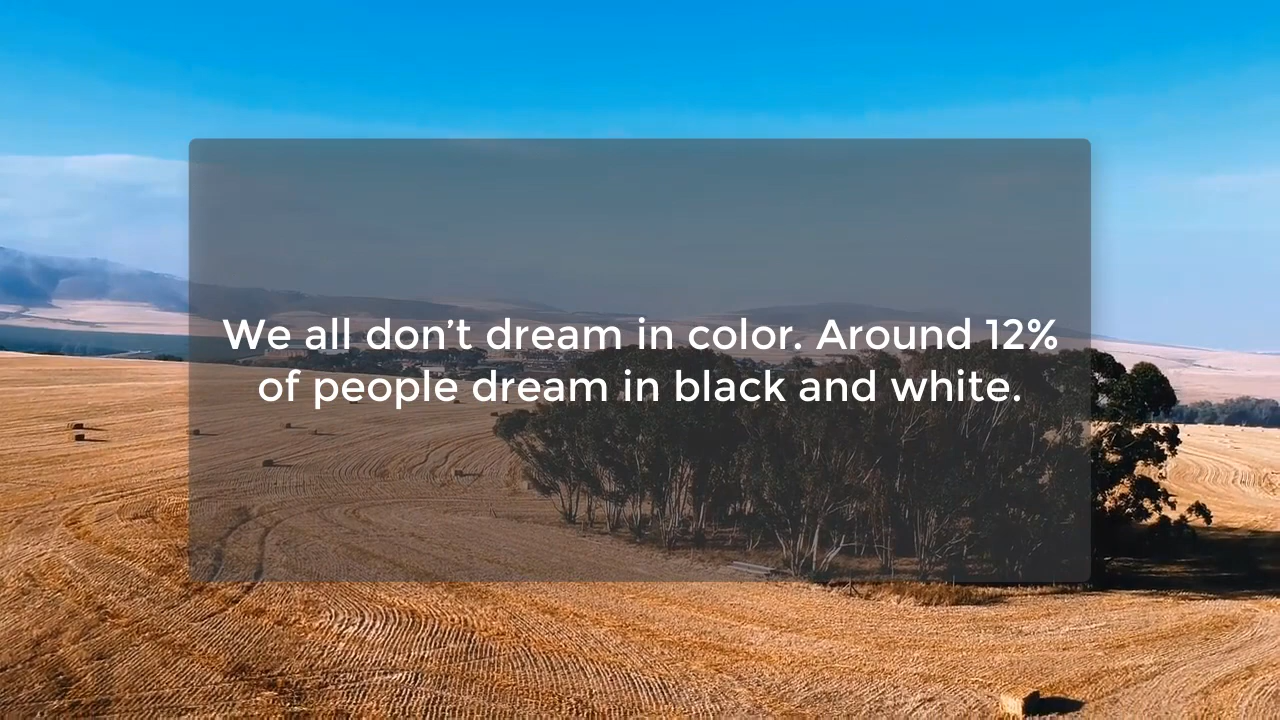 We all don’t dream in color. Around 12%
of people dream in black and white.